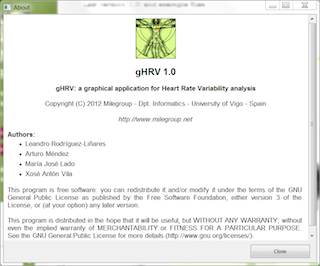 About
gHRV 1.0
gHRV: a graphical application for Heart Rate Variability analysis
Copyright (C) 2012 Milegroup - Dpt. Informatics - University of Vigo - Spain
http://www.milegroup.net
Authors:
Leandro Rodríguez-Liñares
Arturo Méndez
María José Lado
Xosé Antón Vila
This program is free software: you can redistribute it and/or modify it under the terms of the GNU
General Public License as published by the Free Software Foundation, either version 3 of the
License, or (at your option) any later version.
This program is distributed in the hope that it will be useful, but WITHOUT ANY WARRANTY; without
even the implied warranty of MERCHANTABILITY or FITNESS FOR A PARTICULAR PURPOSE.
See the GNU General Public License for more details (http://www.gnu.org/licenses/).
Close